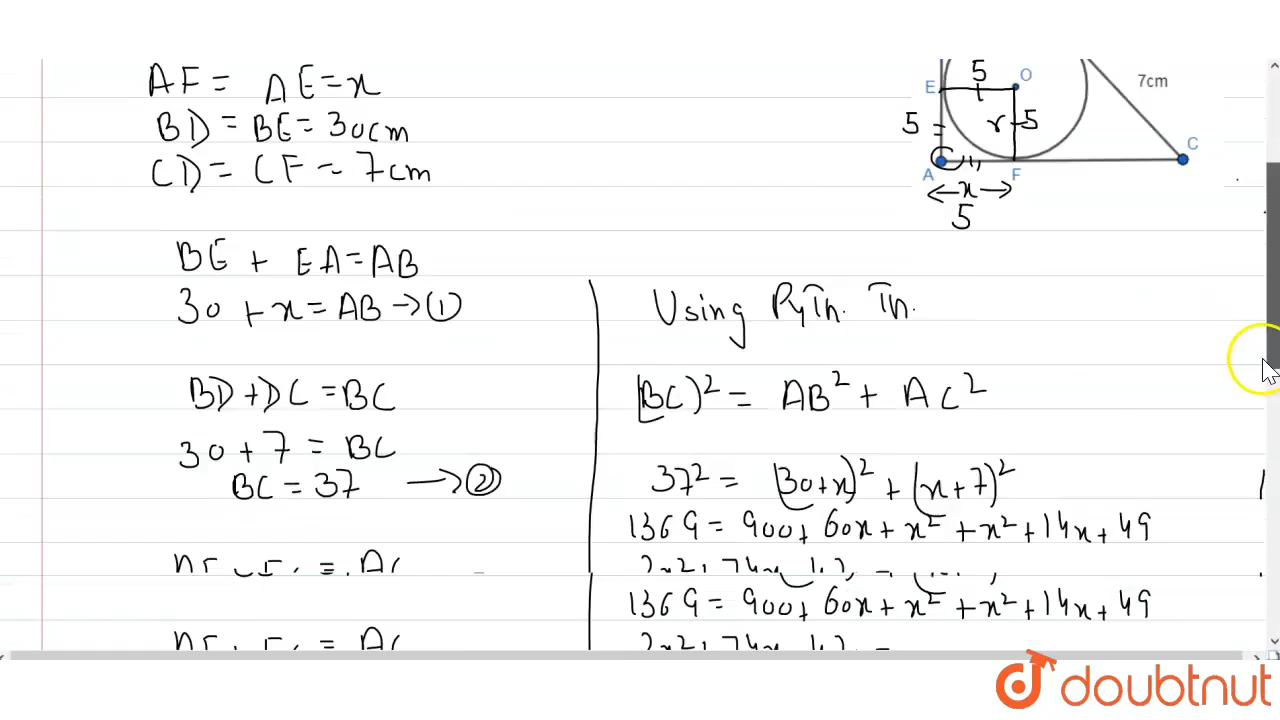 AF = AE = x
BD = BE = 30cm
CD = CF = 7cm
BE + EA = AB
30 + x = AB → ①
BD + DC = BC
30 + 7 = BC
BC = 37 → ②
5
O
7cm
E
5
r
5
C
A
F
x
5
Using PyTh. Th.
(BC)² = AB² + AC²
37² = (30+x)² + (x+7)²
1369 = 900 + 60x + x² + x² + 14x + 49
1369 = 900 + 60x + x² + x² + 14x + 49
doubtnut